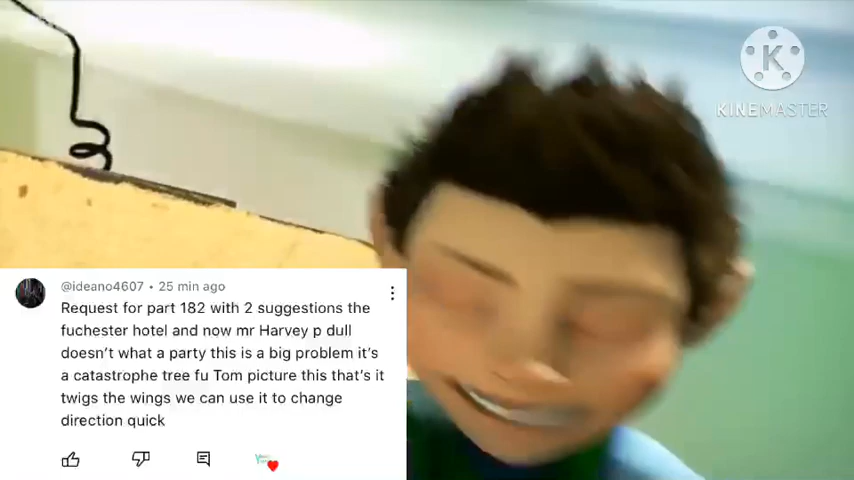 KINEMASTER
@ideano4607 • 25 min ago
Request for part 182 with 2 suggestions the
fuchester hotel and now mr Harvey p dull
doesn't what a party this is a big problem it's
a catastrophe tree fu Tom picture this that's it
twigs the wings we can use it to change
direction quick